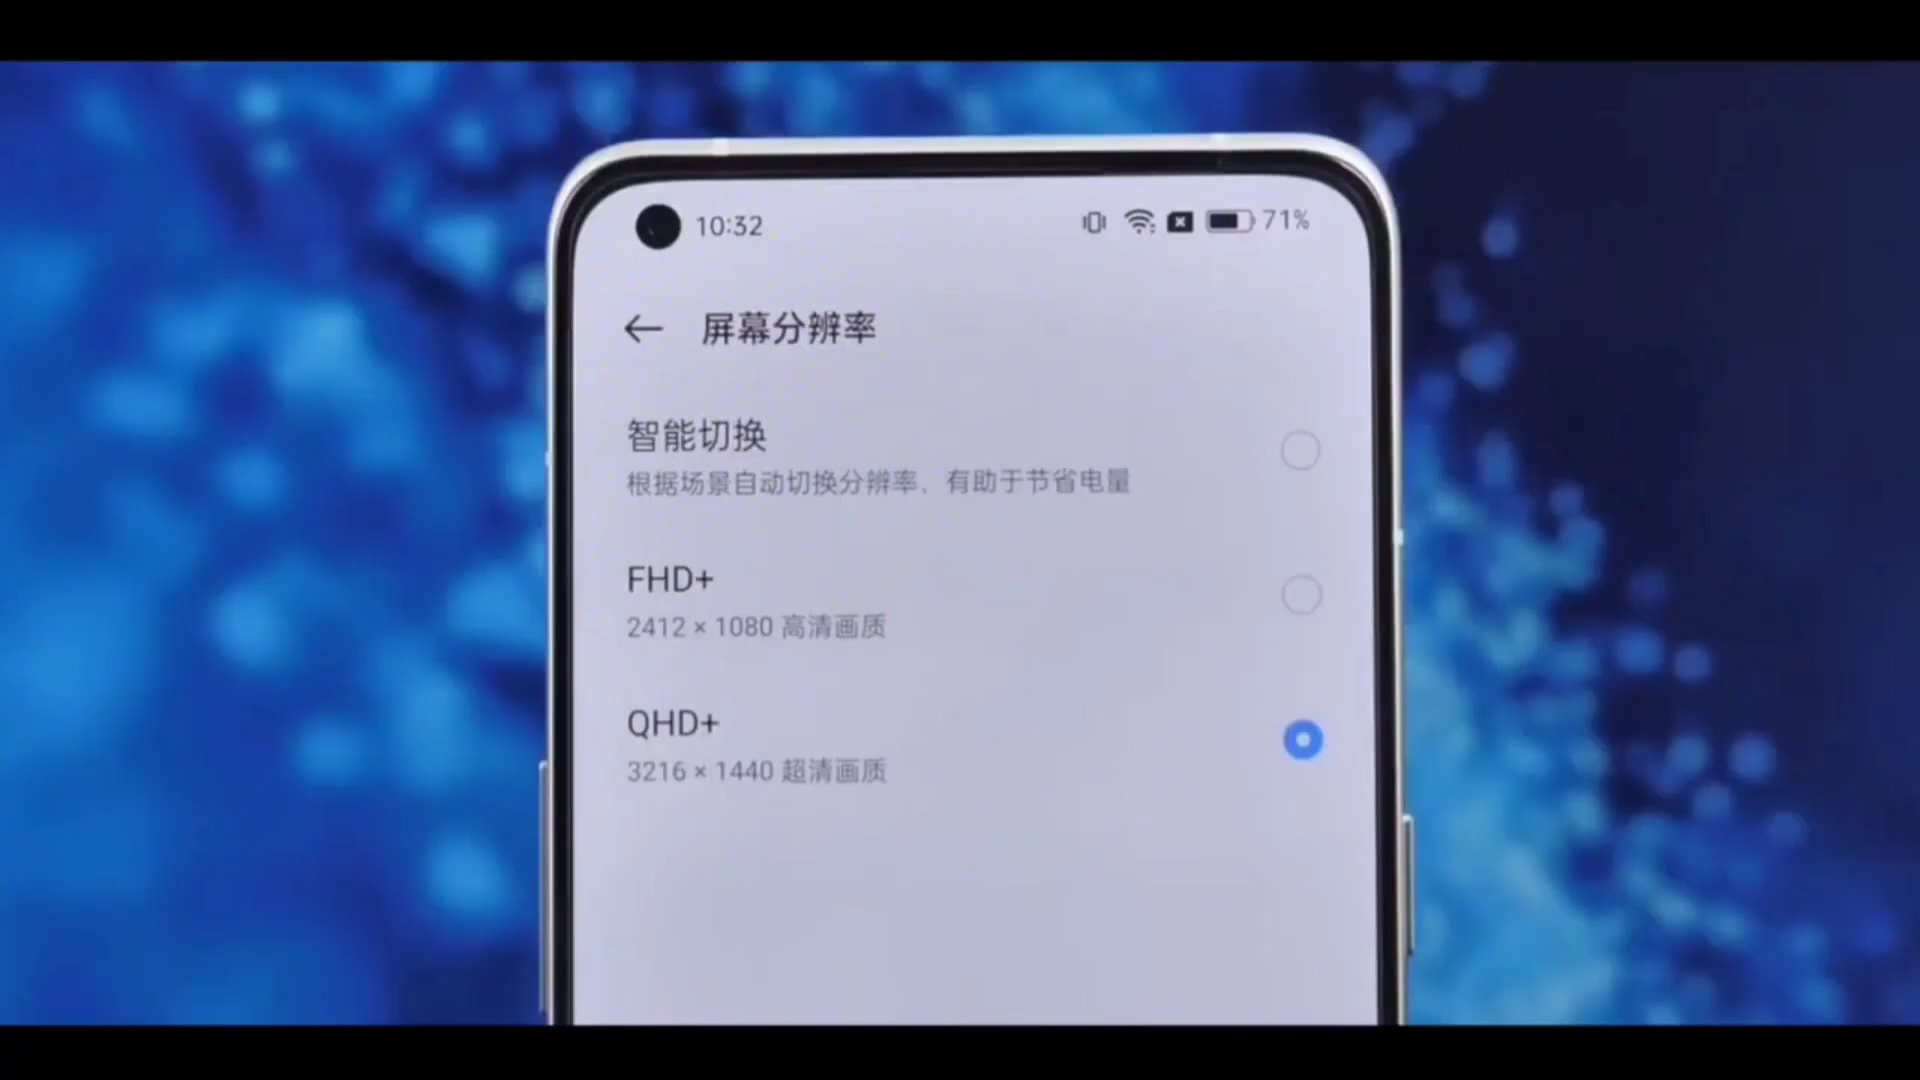 10:32
71%
屏幕分辨率
智能切换
根据场景自动切换分辨率，有助于节省电量
FHD+
2412 × 1080 高清画质
QHD+
3216 × 1440 超清画质